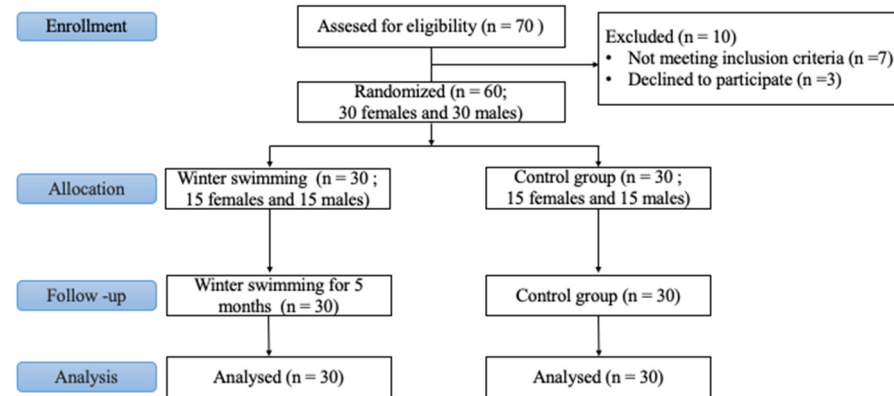 Enrollment
Assesed for eligibility (n = 70 )
Excluded (n = 10)
• Not meeting inclusion criteria (n =7)
• Declined to participate (n =3)
Randomized (n = 60;
30 females and 30 males)
Allocation
Winter swimming (n = 30 ;
15 females and 15 males)
Control group (n = 30 ;
15 females and 15 males)
Follow -up
Winter swimming for 5
months (n = 30)
Control group (n = 30)
Analysis
Analysed (n = 30)
Analysed (n = 30)